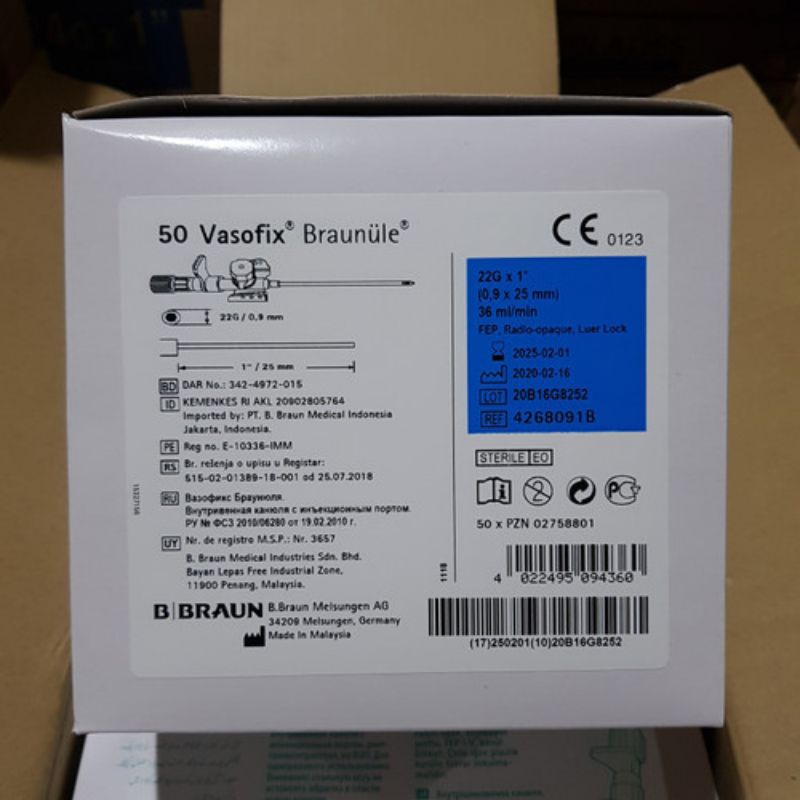 50 Vasofix® Braunüle®
CE 0123
22G / 0,9 mm
1" / 25 mm
BD DAR No.: 342-4972-015
ID KEMENKES RI AKL 20902805764
Imported by: PT. B. Braun Medical Indonesia
Jakarta, Indonesia.
PE Reg no. E-10336-IMM
RS Br. rešenja o upisu u Registar:
515-02-01389-18-001 od 25.07.2018
RU Вазофикс Браунюля.
Внутривенная канюля с инъекционным портом.
РУ № ФСЗ 2010/06280 от 19.02.2010 г.
UY Nr. de registro M.S.P.: Nr. 3657
B. Braun Medical Industries Sdn. Bhd.
Bayan Lepas Free Industrial Zone,
11900 Penang, Malaysia.
B|BRAUN B.Braun Melsungen AG
34209 Melsungen, Germany
Made In Malaysia
22G x 1"
(0,9 x 25 mm)
36 ml/min
FEP, Radio-opaque, Luer Lock
2025-02-01
2020-02-16
LOT 20B16G8252
REF 4268091B
STERILE EO
2
50 x PZN 02758801
1118
4 022495 094360
(17)250201(10)20B16G8252